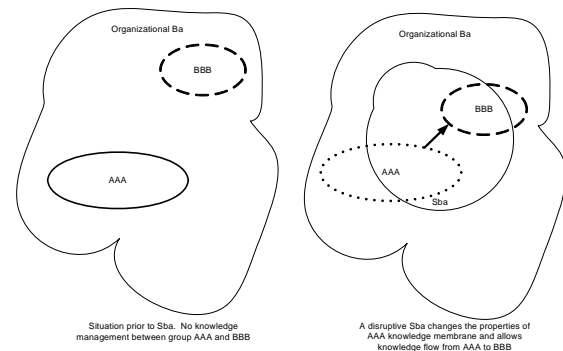 Organizational Ba
BBB
AAA
Situation prior to Sba. No knowledge
management between group AAA and BBB
Organizational Ba
BBB
AAA
Sba
A disruptive Sba changes the properties of
AAA knowledge membrane and allows
knowledge flow from AAA to BBB